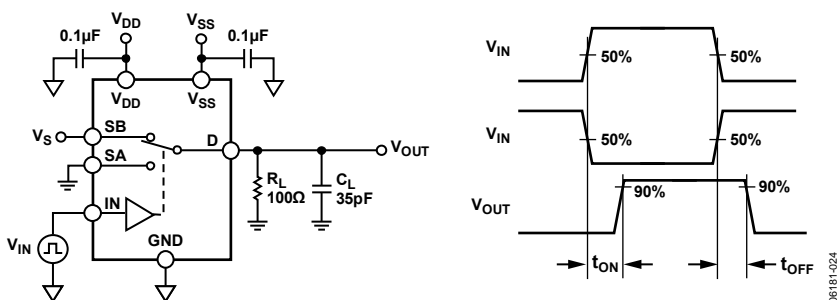 VDD
VSS
0.1µF
0.1µF
VDD
VSS
VS
SB
D
VOUT
SA
RL
100Ω
CL
35pF
IN
VIN
GND
VIN
50%
50%
VIN
50%
50%
VOUT
90%
90%
tON
tOFF
06181-024